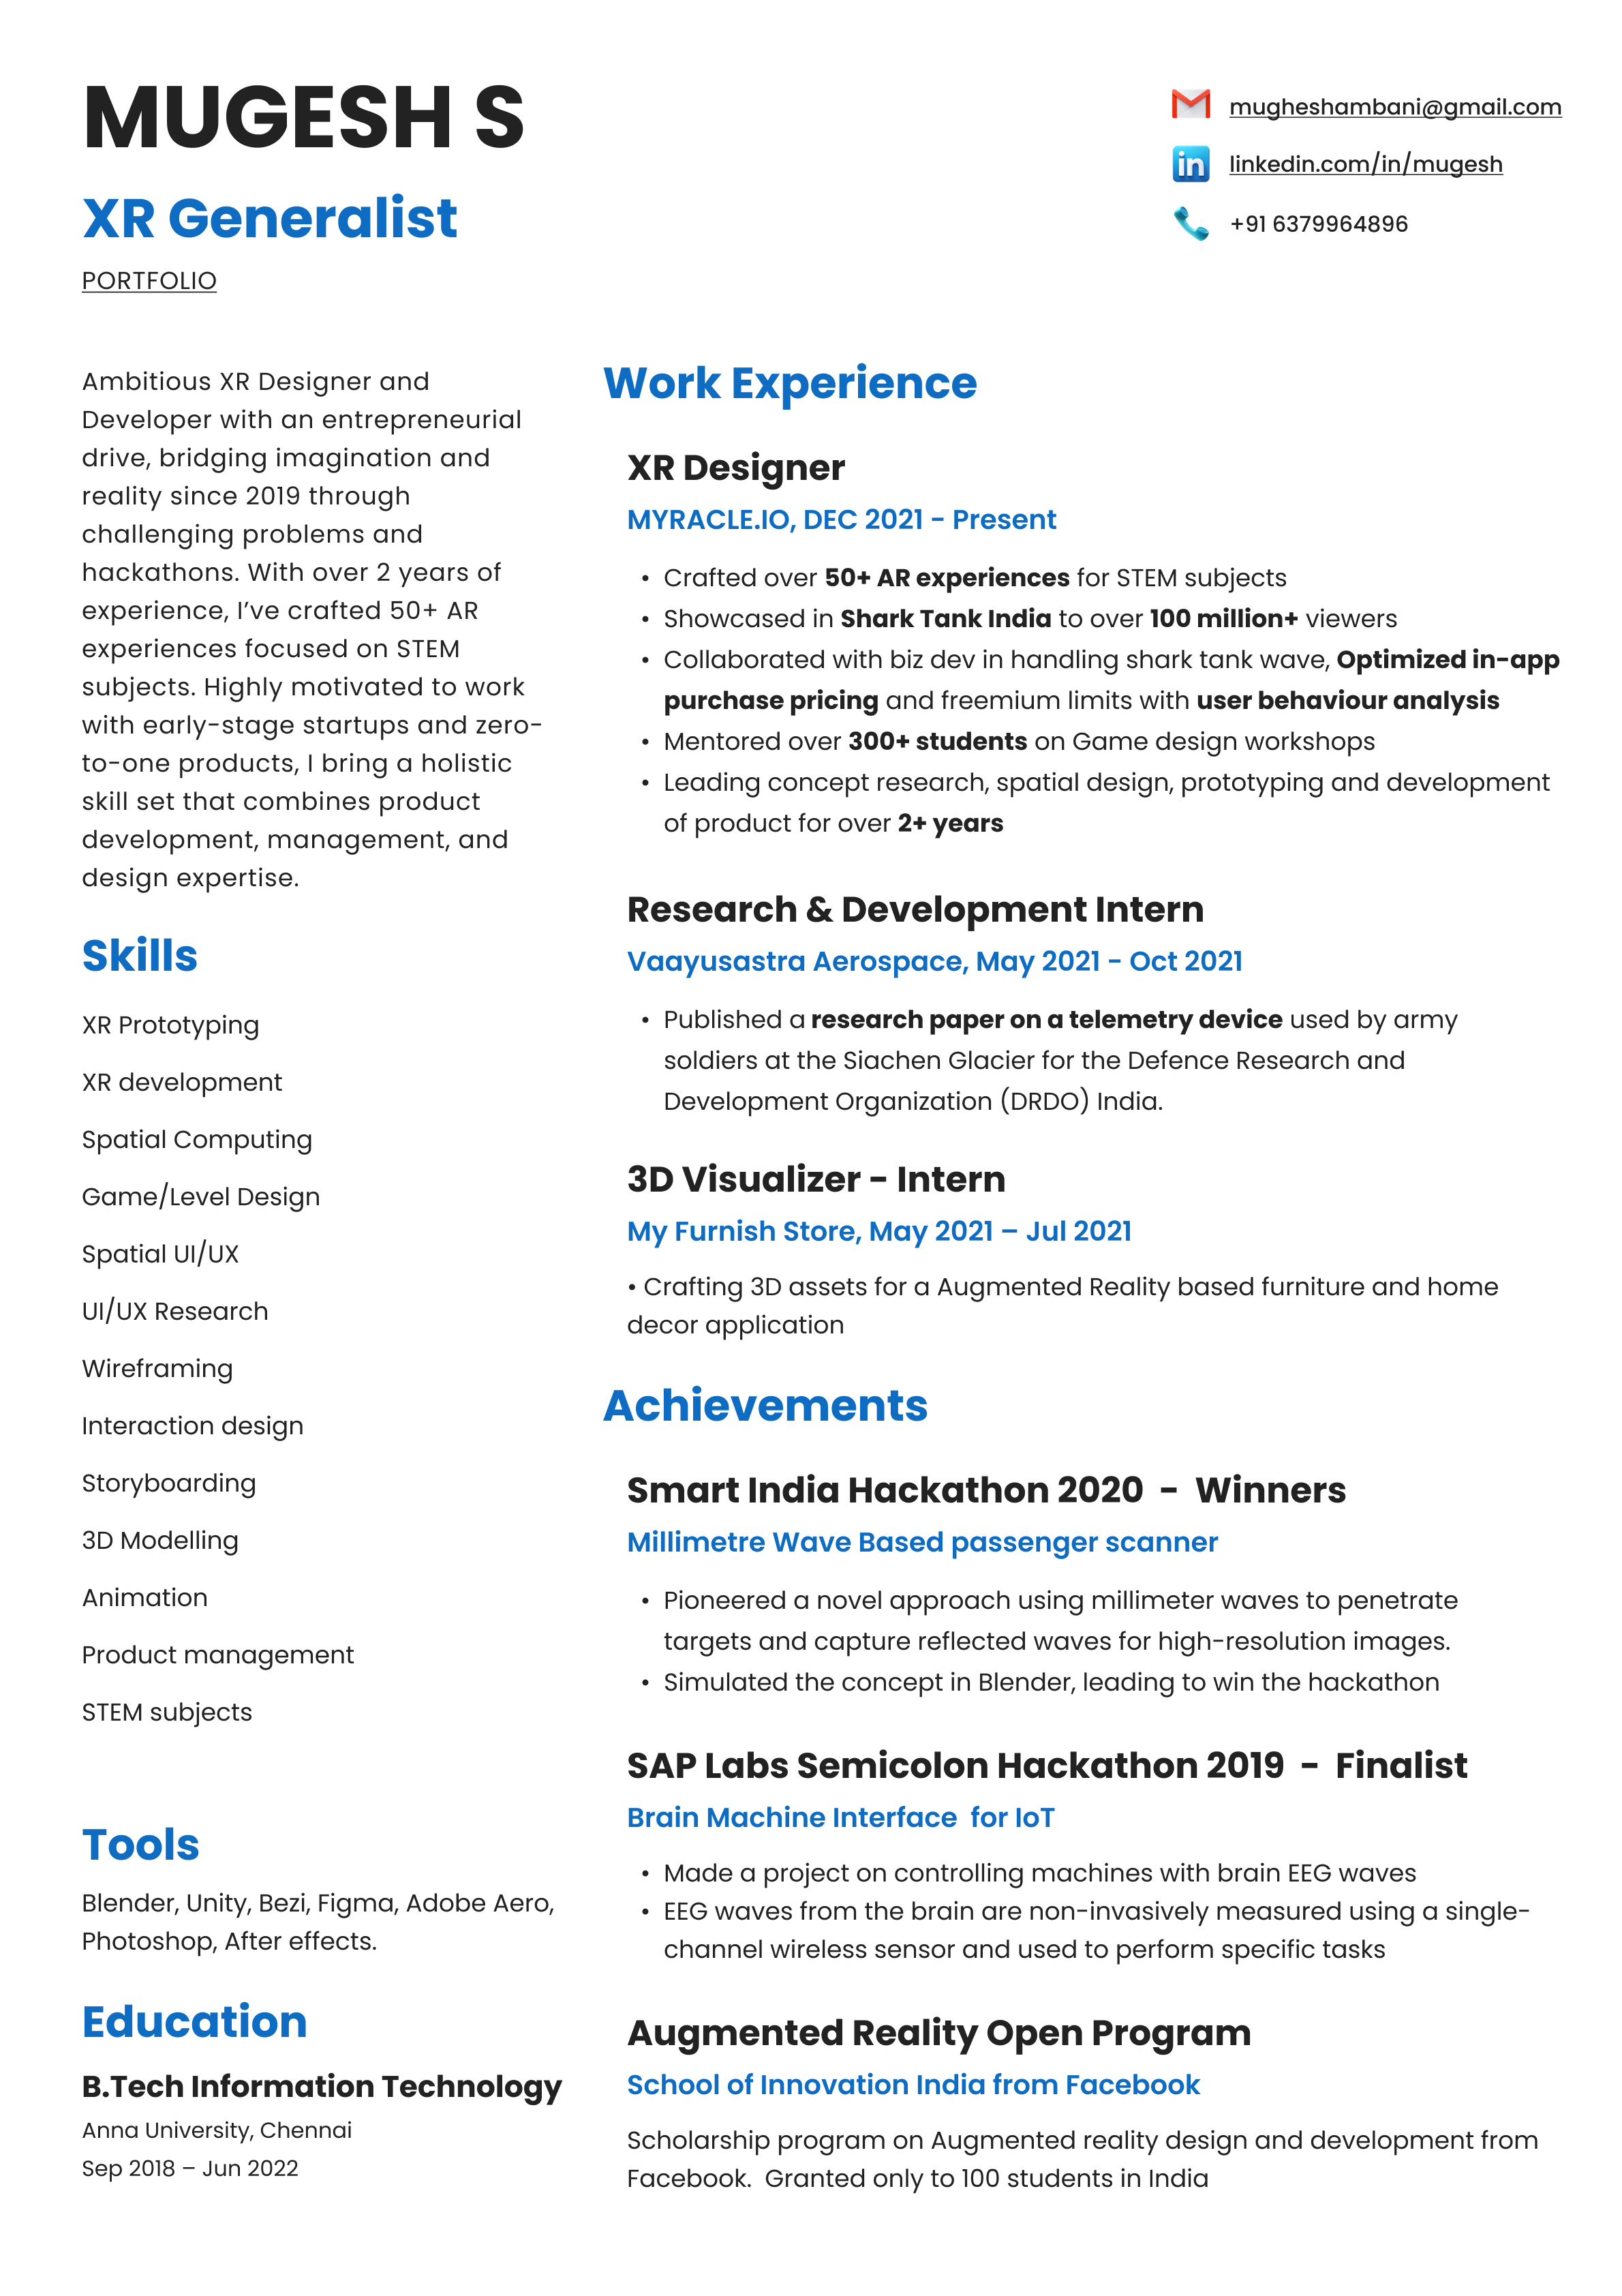 MUGESH S
XR Generalist
PORTFOLIO
mugheshambani@gmail.com
linkedin.com/in/mugesh
+91 6379964896
Ambitious XR Designer and
Developer with an entrepreneurial
drive, bridging imagination and
reality since 2019 through
challenging problems and
hackathons. With over 2 years of
experience, I’ve crafted 50+ AR
experiences focused on STEM
subjects. Highly motivated to work
with early-stage startups and zero-
to-one products, I bring a holistic
skill set that combines product
development, management, and
design expertise.
Skills
XR Prototyping
XR development
Spatial Computing
Game/Level Design
Spatial UI/UX
UI/UX Research
Wireframing
Interaction design
Storyboarding
3D Modelling
Animation
Product management
STEM subjects
Tools
Blender, Unity, Bezi, Figma, Adobe Aero,
Photoshop, After effects.
Education
B.Tech Information Technology
Anna University, Chennai
Sep 2018 – Jun 2022
Work Experience
XR Designer
MYRACLE.IO, DEC 2021 - Present
• Crafted over 50+ AR experiences for STEM subjects
• Showcased in Shark Tank India to over 100 million+ viewers
• Collaborated with biz dev in handling shark tank wave, Optimized in-app
purchase pricing and freemium limits with user behaviour analysis
• Mentored over 300+ students on Game design workshops
• Leading concept research, spatial design, prototyping and development
of product for over 2+ years
Research & Development Intern
Vaayusastra Aerospace, May 2021 - Oct 2021
• Published a research paper on a telemetry device used by army
soldiers at the Siachen Glacier for the Defence Research and
Development Organization (DRDO) India.
3D Visualizer - Intern
My Furnish Store, May 2021 – Jul 2021
• Crafting 3D assets for a Augmented Reality based furniture and home
decor application
Achievements
Smart India Hackathon 2020 - Winners
Millimetre Wave Based passenger scanner
• Pioneered a novel approach using millimeter waves to penetrate
targets and capture reflected waves for high-resolution images.
• Simulated the concept in Blender, leading to win the hackathon
SAP Labs Semicolon Hackathon 2019 - Finalist
Brain Machine Interface for IoT
• Made a project on controlling machines with brain EEG waves
• EEG waves from the brain are non-invasively measured using a single-
channel wireless sensor and used to perform specific tasks
Augmented Reality Open Program
School of Innovation India from Facebook
Scholarship program on Augmented reality design and development from
Facebook. Granted only to 100 students in India